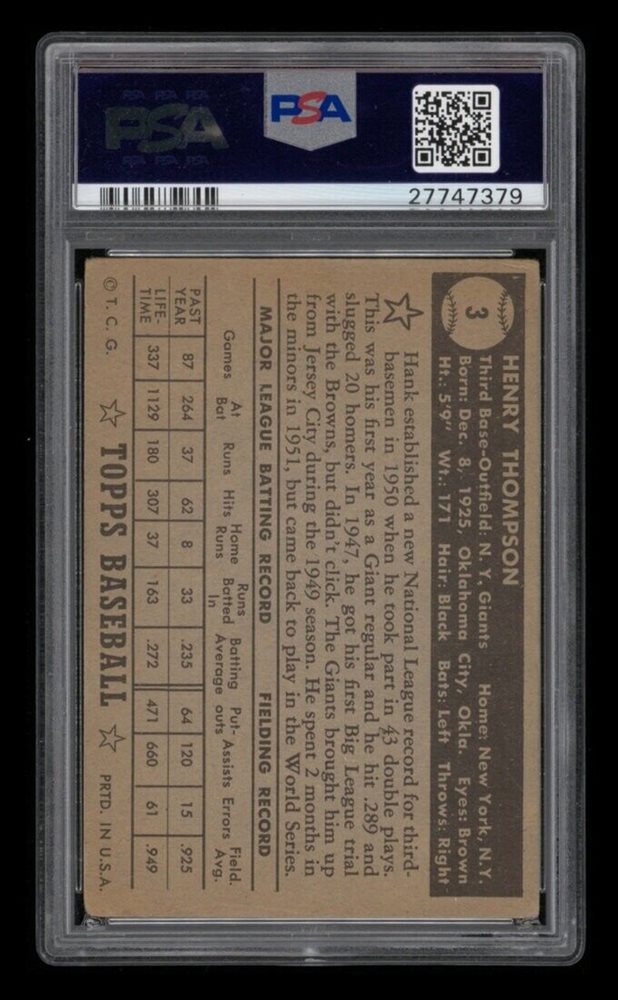 PSA PSA PSA
PSA
PSA PSA PSA
PSA
27747379
3
HENRY THOMPSON
Third Base-Outfield: N. Y. Giants Home: New York, N.Y.
Born: Dec. 8, 1925, Oklahoma City, Okla. Eyes: Brown
Ht.: 5'9" Wt.: 171 Hair: Black Bats: Left Throws: Right
Hank established a new National League record for third-
basemen in 1950 when he took part in 43 double plays.
This was his first year as a Giant regular and he hit .289 and
slugged 20 homers. In 1947, he got his first Big League trial
with the Browns, but didn't click. The Giants brought him up
from Jersey City during the 1949 season. He spent 2 months in
the minors in 1951, but came back to play in the World Series.
MAJOR LEAGUE BATTING RECORD FIELDING RECORD
Games At Bat Runs Hits Home Runs Runs Batted In Batting Average Put-outs Assists Errors Field. Avg.
PAST YEAR 87 264 37 62 8 33 .235 64 120 15 .925
LIFE-TIME 337 1129 180 307 37 163 .272 471 660 61 .949
© T. C. G. TOPPS BASEBALL PRTD. IN U.S.A.